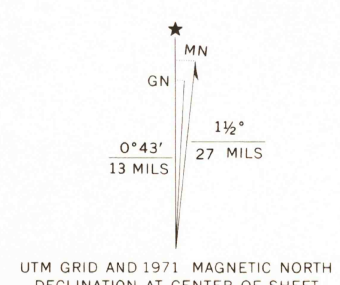 MN
GN
1½°
27 MILS
0°43′
13 MILS
UTM GRID AND 1971 MAGNETIC NORTH
DECLINATION AT CENTER OF SHEET